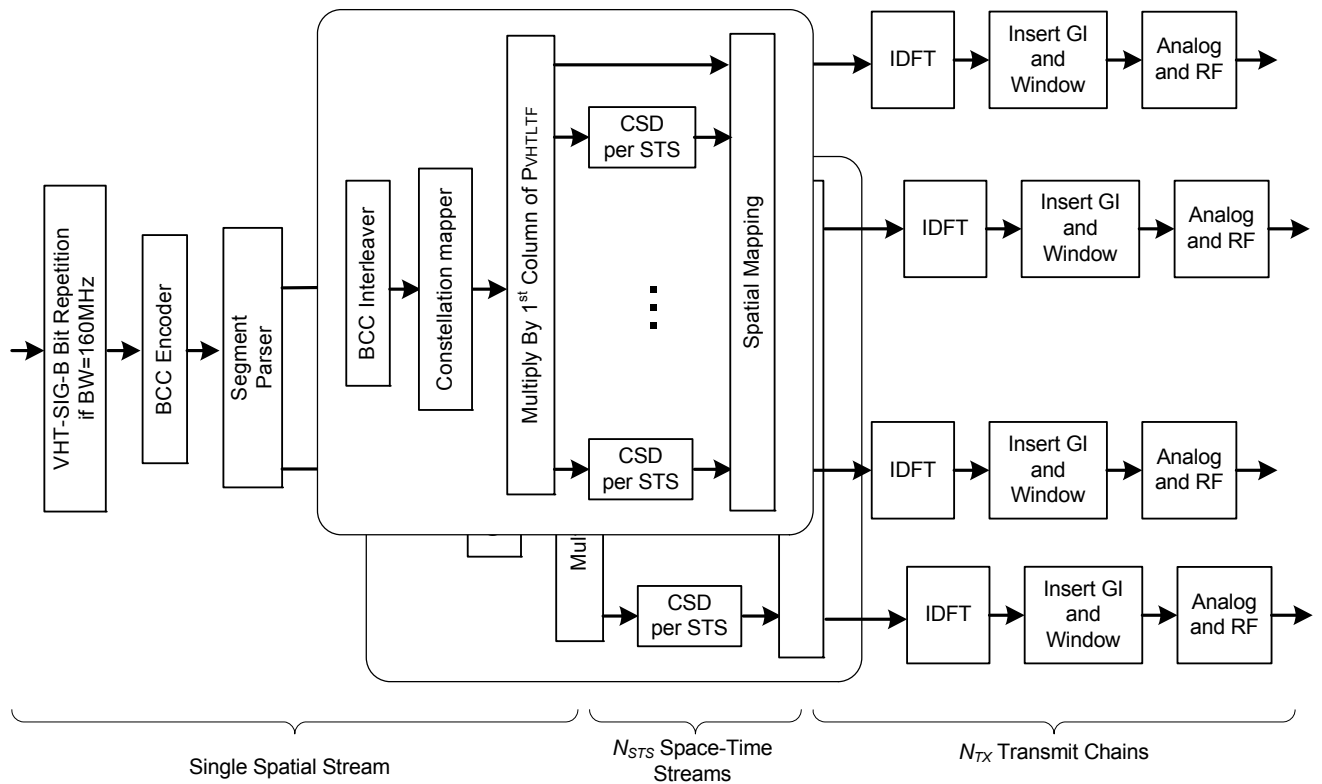 VHT-SIG-B Bit Repetition
if BW=160MHz
BCC Encoder
Segment
Parser
BCC Interleaver
Constellation mapper
Multiply By 1st Column of PVHTLTF
CSD
per STS
CSD
per STS
Spatial Mapping
IDFT
Insert GI
and
Window
Analog
and RF
IDFT
Insert GI
and
Window
Analog
and RF
IDFT
Insert GI
and
Window
Analog
and RF
Mul
CSD
per STS
IDFT
Insert GI
and
Window
Analog
and RF
Single Spatial Stream
NSTS Space-Time
Streams
NTX Transmit Chains